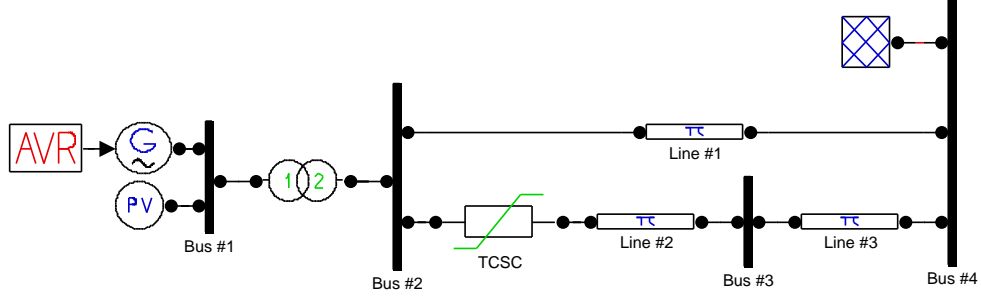 Line #1
AVR
G
1 2
PV
π
π
π
Bus #1
Line #2
Line #3
TCSC
Bus #2
Bus #3
Bus #4